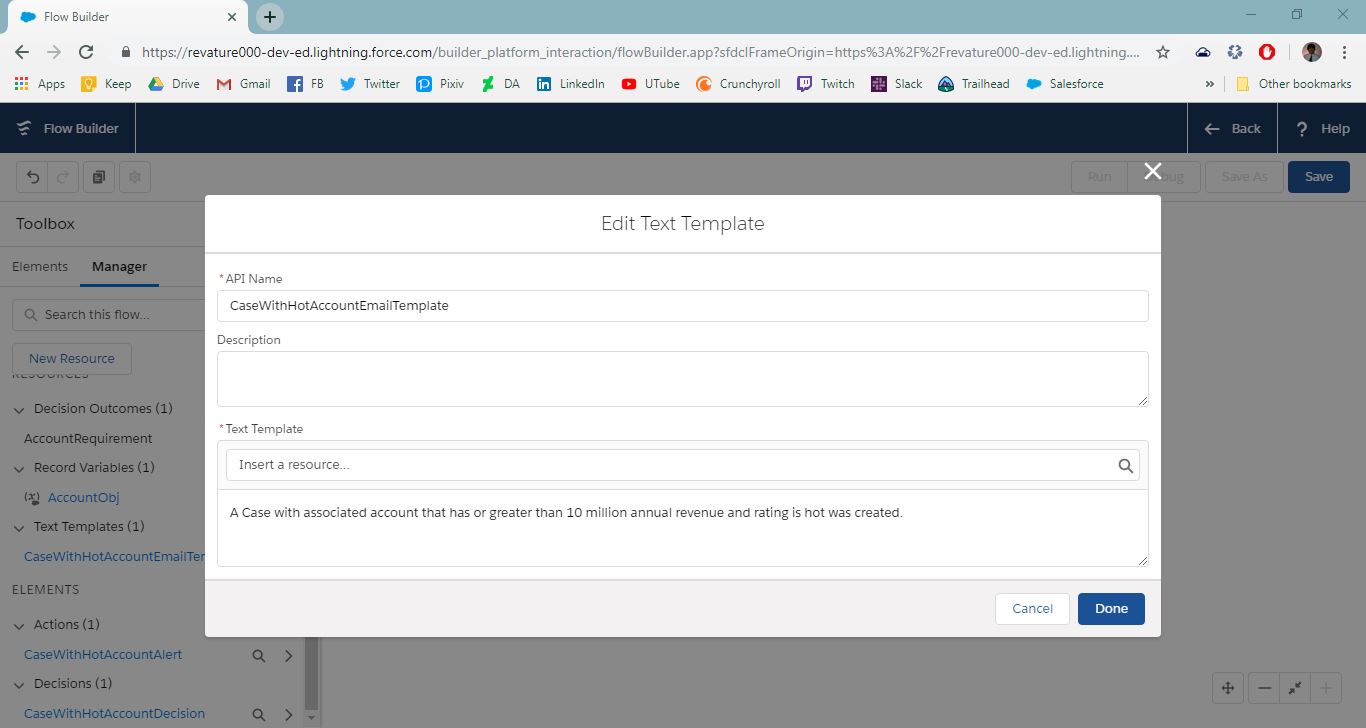 Flow Builder
https://revature000-dev-ed.lightning.force.com/builder_platform_interaction/flowBuilder.app?sfdcIFrameOrigin=https%3A%2F%2Frevature000-dev-ed.lightning....
Apps Keep Drive Gmail FB Twitter Pixiv DA LinkedIn UTube Crunchyroll Twitch Slack Trailhead Salesforce » Other bookmarks
Flow Builder Back ? Help
Run Save As Save
Toolbox
Edit Text Template
Elements Manager
*API Name
CaseWithHotAccountEmailTemplate
Search this flow...
Description
New Resource
RESOURCES
Decision Outcomes (1)
AccountRequirement
*Text Template
Record Variables (1)
Insert a resource...
AccountObj
Text Templates (1)
A Case with associated account that has or greater than 10 million annual revenue and rating is hot was created.
CaseWithHotAccountEmailTer
ELEMENTS
Cancel Done
Actions (1)
CaseWithHotAccountAlert
Decisions (1)
CaseWithHotAccountDecision